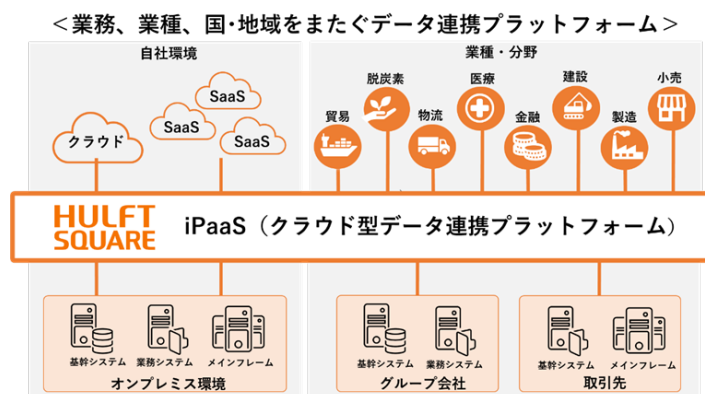 ＜業務、業種、国･地域をまたぐデータ連携プラットフォーム＞
自社環境
業種・分野
SaaS
SaaS
SaaS
クラウド
貿易
脱炭素
物流
医療
金融
建設
製造
小売
HULFT
SQUARE
iPaaS（クラウド型データ連携プラットフォーム）
基幹システム
業務システム
メインフレーム
オンプレミス環境
基幹システム
業務システム
グループ会社
基幹システム
メインフレーム
取引先